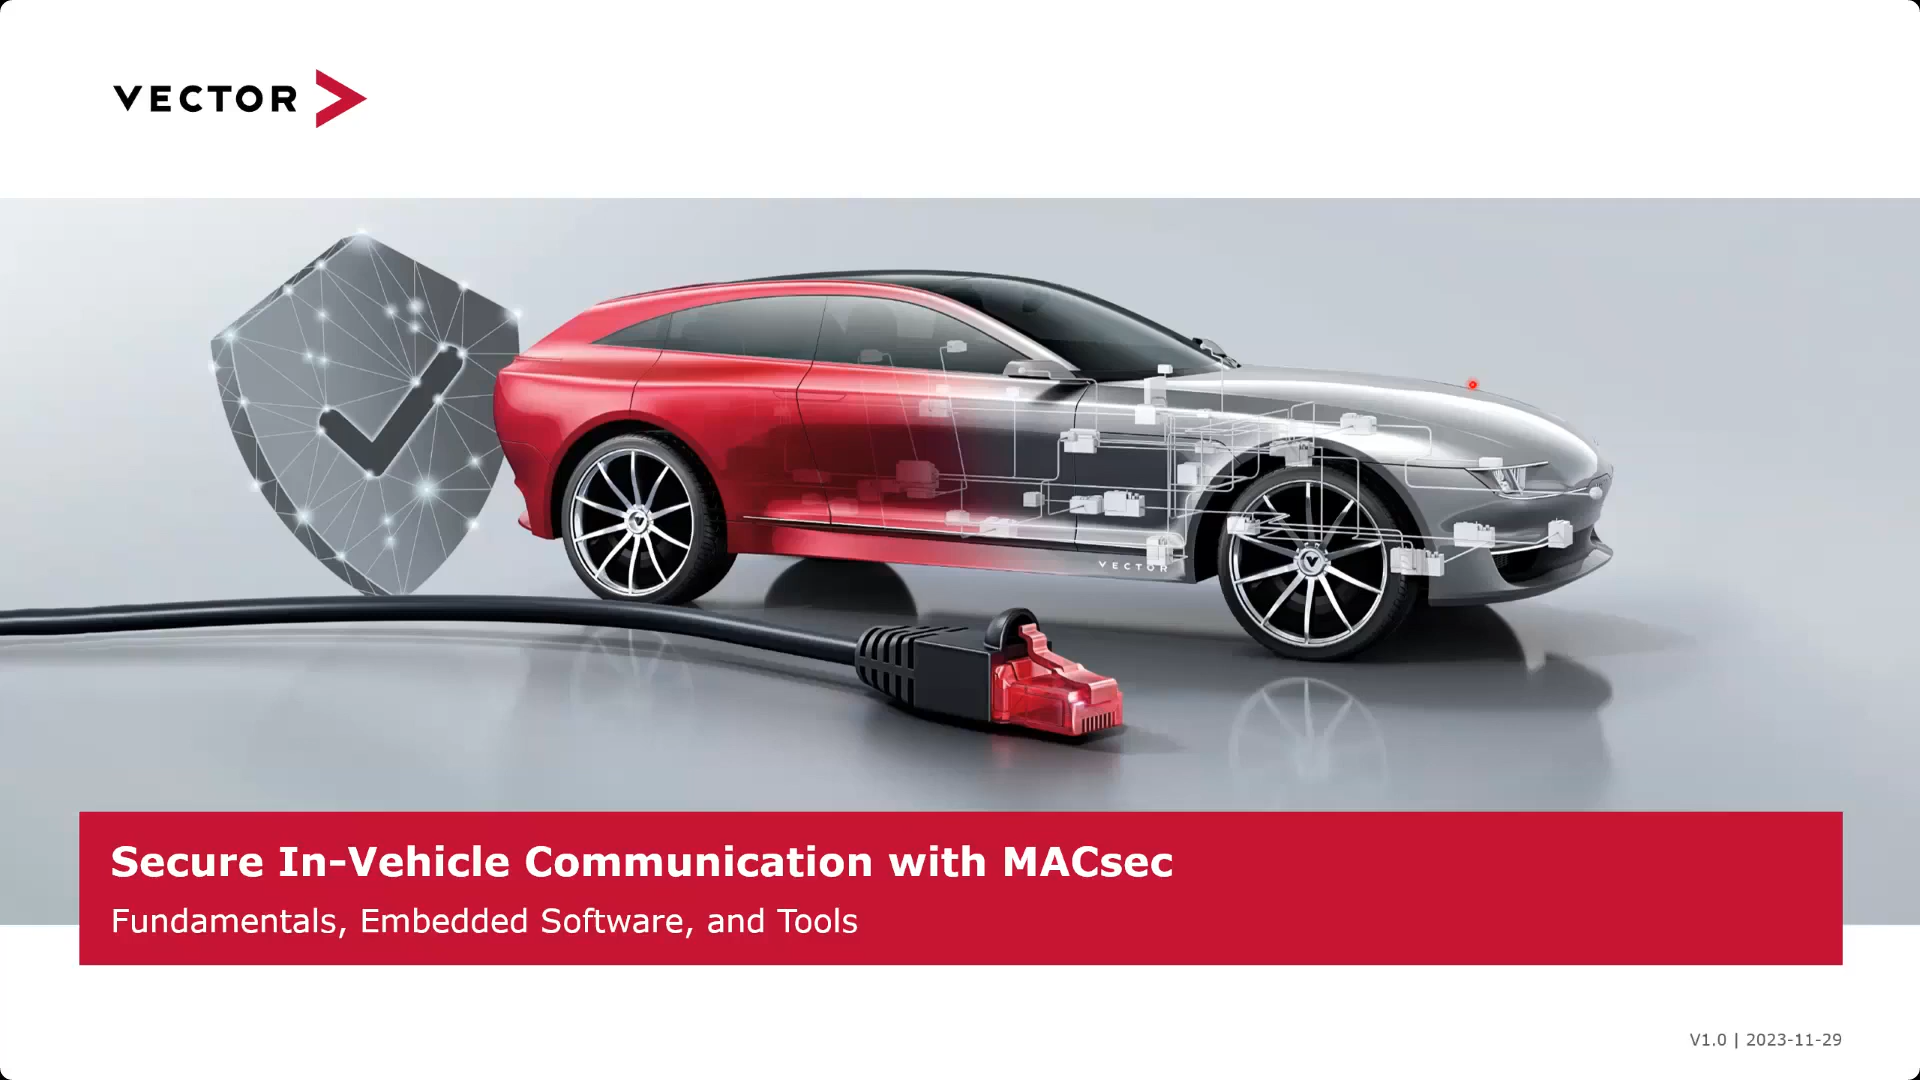 VECTOR
VECTOR
Secure In-Vehicle Communication with MACsec
Fundamentals, Embedded Software, and Tools
V1.0 | 2023-11-29